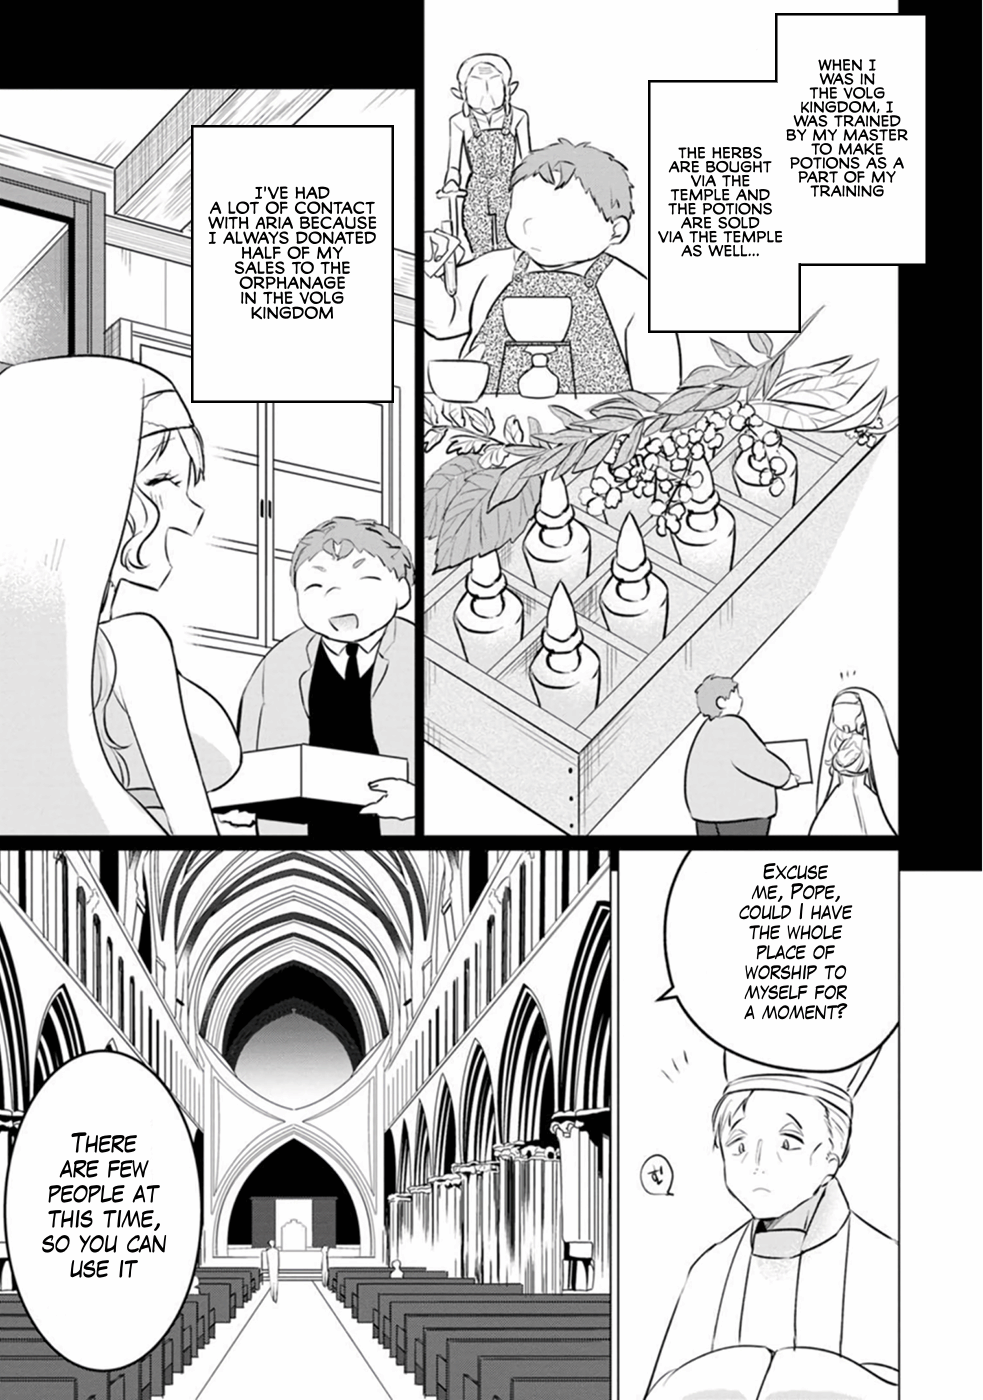 WHEN I
WAS IN
THE VOLG
KINGDOM, I
WAS TRAINED
BY MY MASTER
TO MAKE
POTIONS AS A
PART OF MY
TRAINING
THE HERBS
ARE BOUGHT
VIA THE
TEMPLE AND
THE POTIONS
ARE SOLD
VIA THE TEMPLE
AS WELL...
I'VE HAD
A LOT OF CONTACT
WITH ARIA BECAUSE
I ALWAYS DONATED
HALF OF MY
SALES TO THE
ORPHANAGE
IN THE VOLG
KINGDOM
EXCUSE
ME, POPE,
COULD I HAVE
THE WHOLE
PLACE OF
WORSHIP TO
MYSELF FOR
A MOMENT?
THERE
ARE FEW
PEOPLE AT
THIS TIME,
SO YOU CAN
USE IT